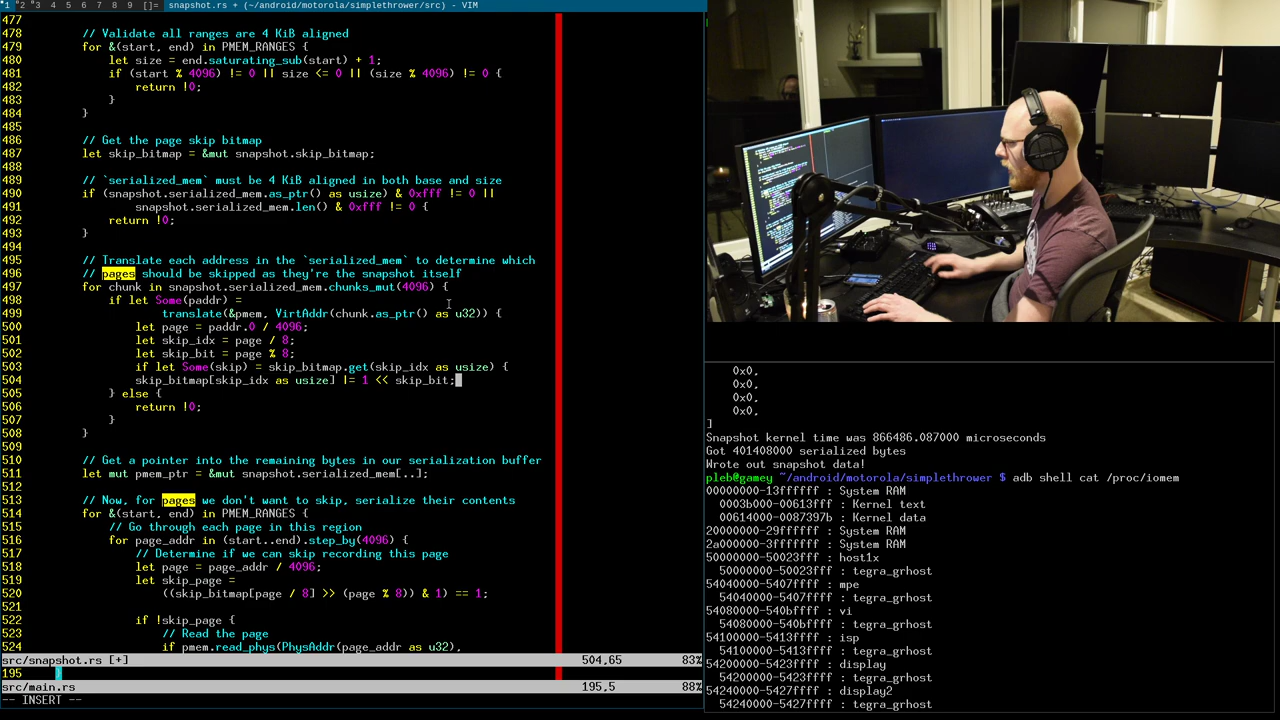 *1 °2 °3 4 5 6 7 8 9 []= snapshot.rs + (~/android/motorola/simplethrower/src) - VIM
477
478 // Validate all ranges are 4 KiB aligned
479 for &(start, end) in PMEM_RANGES {
480 let size = end.saturating_sub(start) + 1;
481 if (start % 4096) != 0 || size <= 0 || (size % 4096) != 0 {
482 return !0;
483 }
484 }
485
486 // Get the page skip bitmap
487 let skip_bitmap = &mut snapshot.skip_bitmap;
488
489 // `serialized_mem` must be 4 KiB aligned in both base and size
490 if (snapshot.serialized_mem.as_ptr() as usize) & 0xfff != 0 ||
491 snapshot.serialized_mem.len() & 0xfff != 0 {
492 return !0;
493 }
494
495 // Translate each address in the `serialized_mem` to determine which
496 // pages should be skipped as they're the snapshot itself
497 for chunk in snapshot.serialized_mem.chunks_mut(4096) {
498 if let Some(paddr) =
499 translate(&pmem, VirtAddr(chunk.as_ptr() as u32)) {
500 let page = paddr.0 / 4096;
501 let skip_idx = page / 8;
502 let skip_bit = page % 8;
503 if let Some(skip) = skip_bitmap.get(skip_idx as usize) {
504 skip_bitmap[skip_idx as usize] |= 1 << skip_bit;
505 } else {
506 return !0;
507 }
508 }
509
510 // Get a pointer into the remaining bytes in our serialization buffer
511 let mut pmem_ptr = &mut snapshot.serialized_mem[..];
512
513 // Now, for pages we don't want to skip, serialize their contents
514 for &(start, end) in PMEM_RANGES {
515 // Go through each page in this region
516 for page_addr in (start..end).step_by(4096) {
517 // Determine if we can skip recording this page
518 let page = page_addr / 4096;
519 let skip_page =
520 ((skip_bitmap[page / 8] >> (page % 8)) & 1) == 1;
521
522 if !skip_page {
523 // Read the page
524 if pmem.read_phys(PhysAddr(page_addr as u32),
src/snapshot.rs [+] 504,65 83%
195 }
src/main.rs 195,5 88%
-- INSERT --
0x0,
0x0,
0x0,
0x0,
]
Snapshot kernel time was 866486.087000 microseconds
Got 401408000 serialized bytes
Wrote out snapshot data!
pleb@gamey ~/android/motorola/simplethrower $ adb shell cat /proc/iomem
00000000-13ffffff : System RAM
0003b000-00613fff : Kernel text
00614000-0087397b : Kernel data
20000000-29ffffff : System RAM
2a000000-3fffffff : System RAM
50000000-50023fff : host1x
50000000-50023fff : tegra_grhost
54040000-5407ffff : mpe
54040000-5407ffff : tegra_grhost
54080000-540bffff : vi
54080000-540bffff : tegra_grhost
54100000-5413ffff : isp
54100000-5413ffff : tegra_grhost
54200000-5423ffff : display
54200000-5423ffff : tegra_grhost
54240000-5427ffff : display2
54240000-5427ffff : tegra_grhost